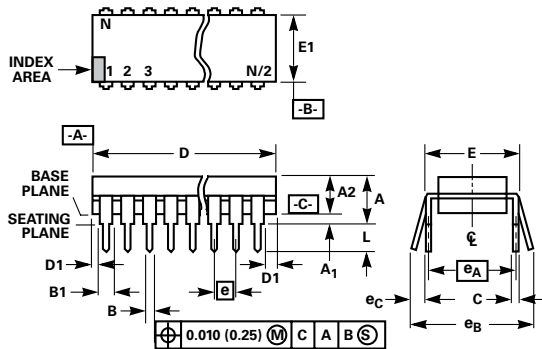 N
E1
INDEX
AREA
1 2 3 N/2
-B-
-A-
D
E
BASE
PLANE
A2
A
-C-
SEATING
PLANE
L
D1
A1
D1
B1
e
eA
eC
C
B
eB
0.010 (0.25) M C A B S